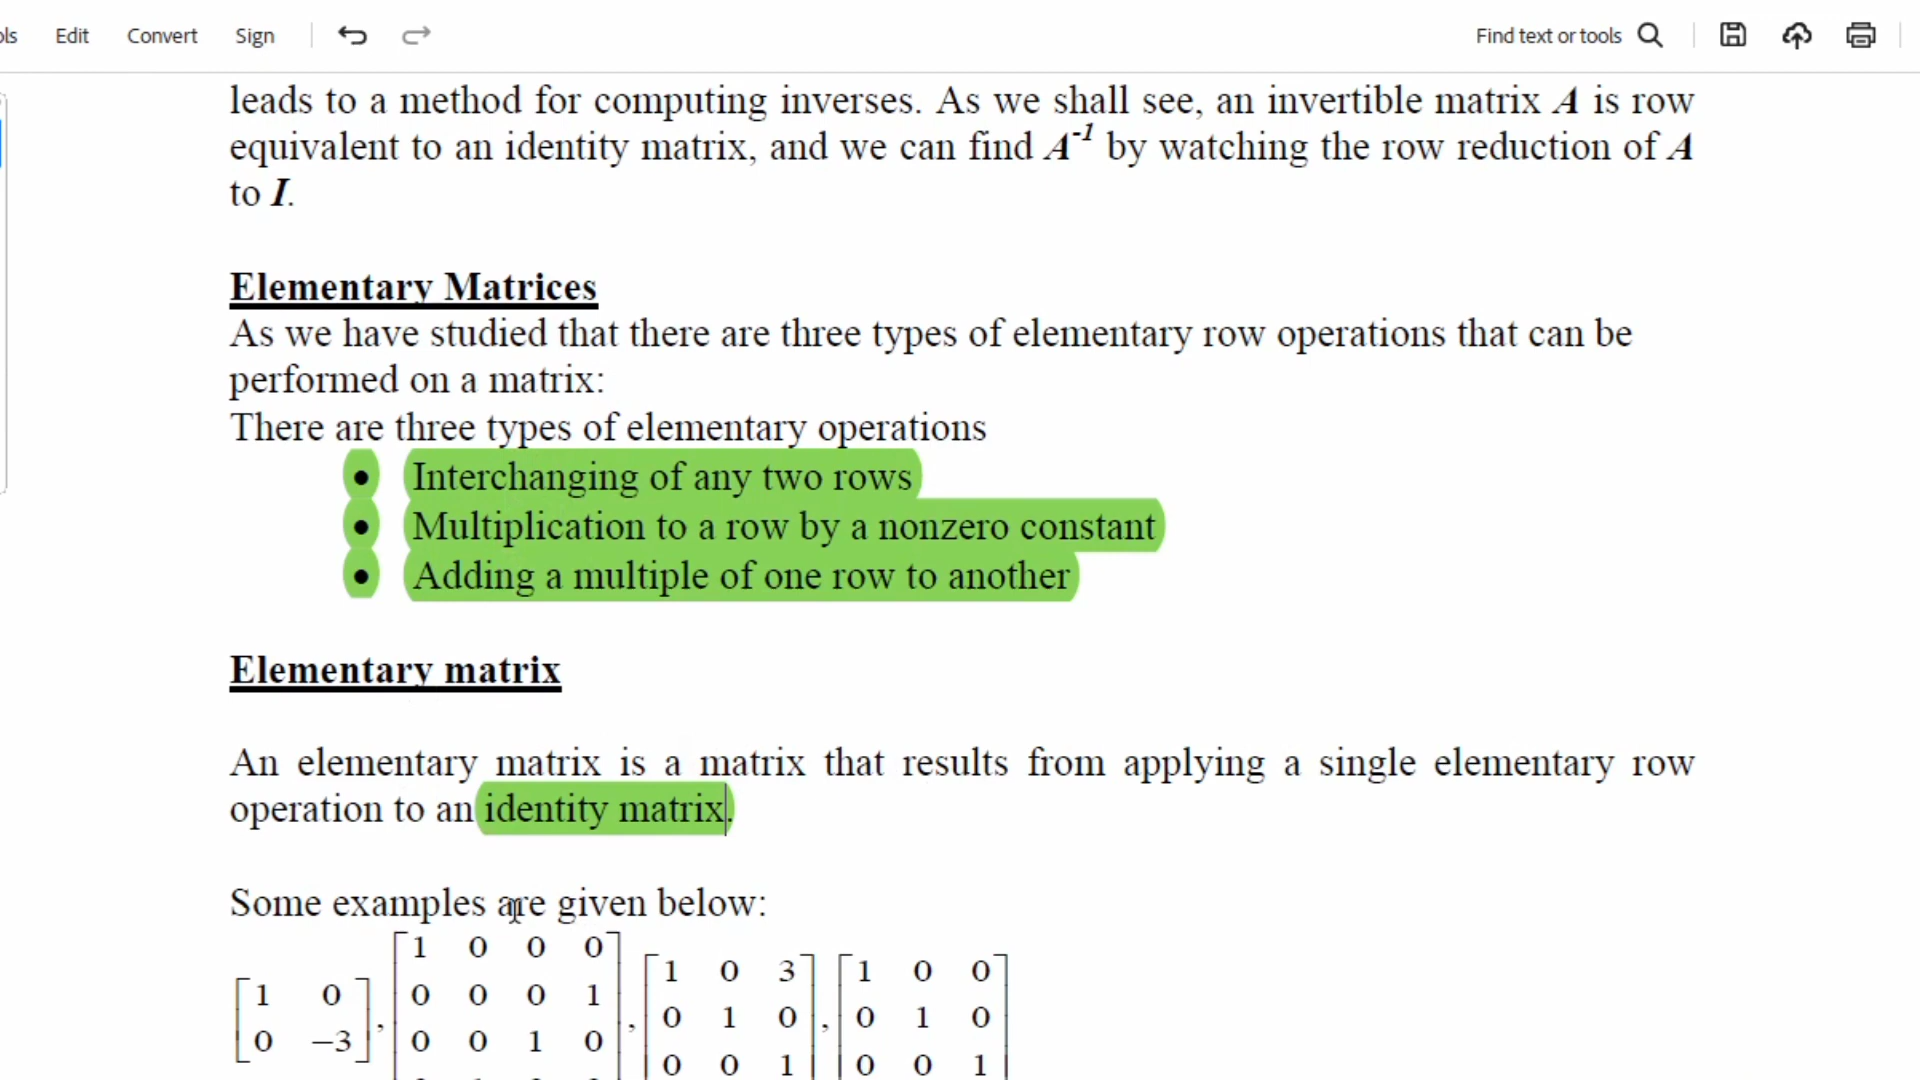 ols Edit Convert Sign Find text or tools
leads to a method for computing inverses. As we shall see, an invertible matrix A is row
equivalent to an identity matrix, and we can find A⁻¹ by watching the row reduction of A
to I.
Elementary Matrices
As we have studied that there are three types of elementary row operations that can be
performed on a matrix:
There are three types of elementary operations
• Interchanging of any two rows
• Multiplication to a row by a nonzero constant
• Adding a multiple of one row to another
Elementary matrix
An elementary matrix is a matrix that results from applying a single elementary row
operation to an identity matrix.
Some examples are given below:
1 0
0 −3 ,
1 0 0 0
0 0 0 1
0 0 1 0
,
1 0 3
0 1 0
0 0 1
,
1 0 0
0 1 0
0 0 1